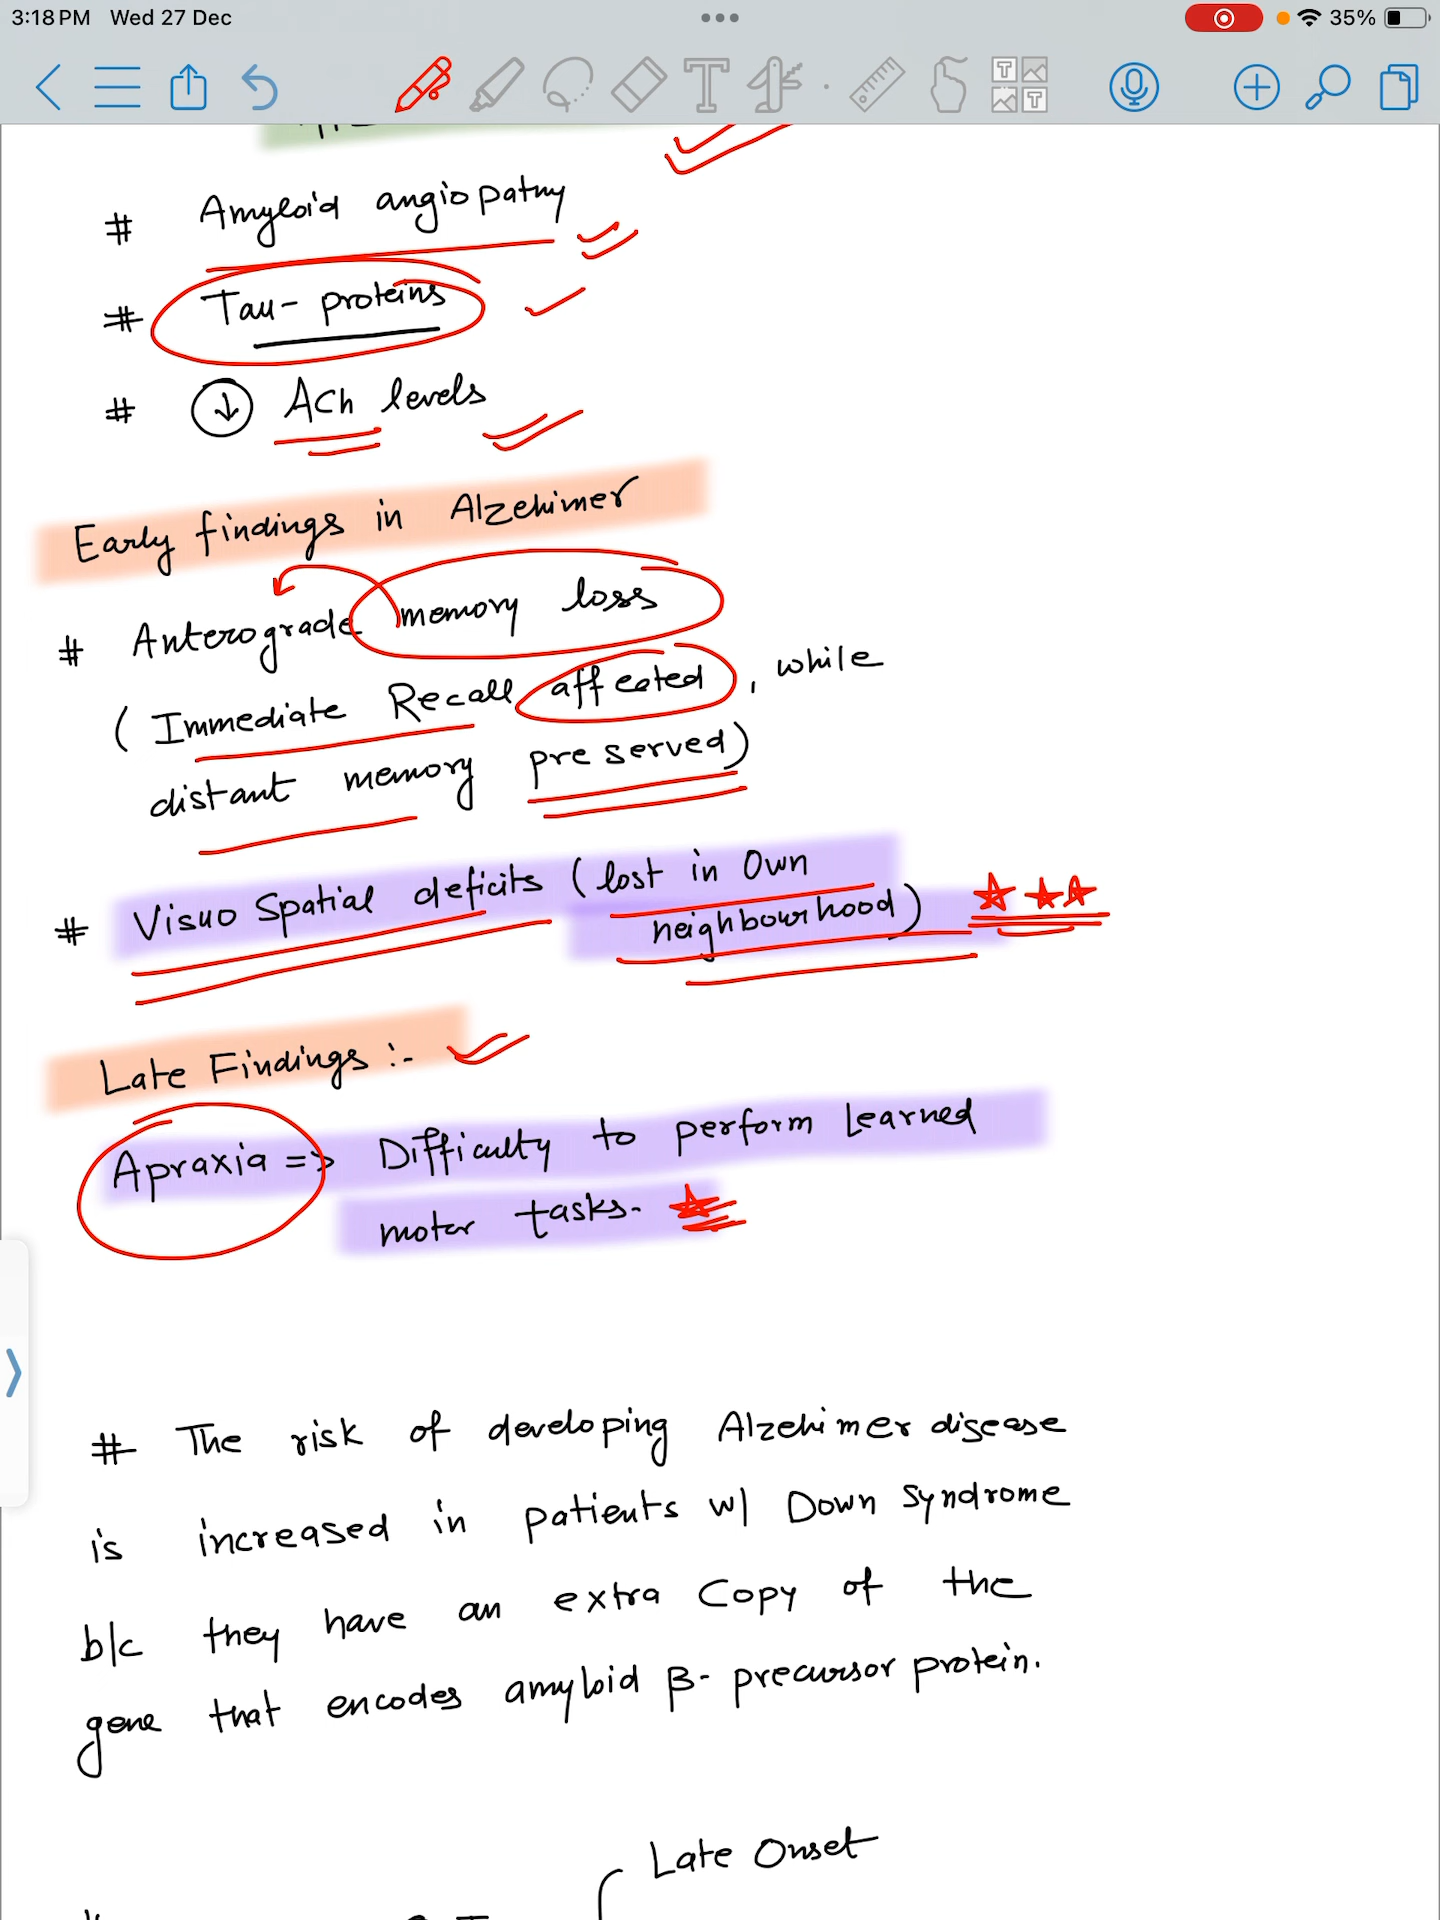 3:18 PM Wed 27 Dec
35%
# Amyloid angiopathy
# Tau- proteins
# ↓ ACh levels
Early findings in Alzehimer
# Anterograde memory loss
( Immediate Recall affected, while
distant memory preserved)
# Visuo Spatial deficits ( lost in Own
neighbourhood)
Late Findings :-
Apraxia => Difficulty to perform Learned
motor tasks.
# The risk of developing Alzehimer disease
is increased in patients w/ Down Syndrome
b/c they have an extra Copy of the
gene that encodes amyloid β- precursor protein.
Late Onset